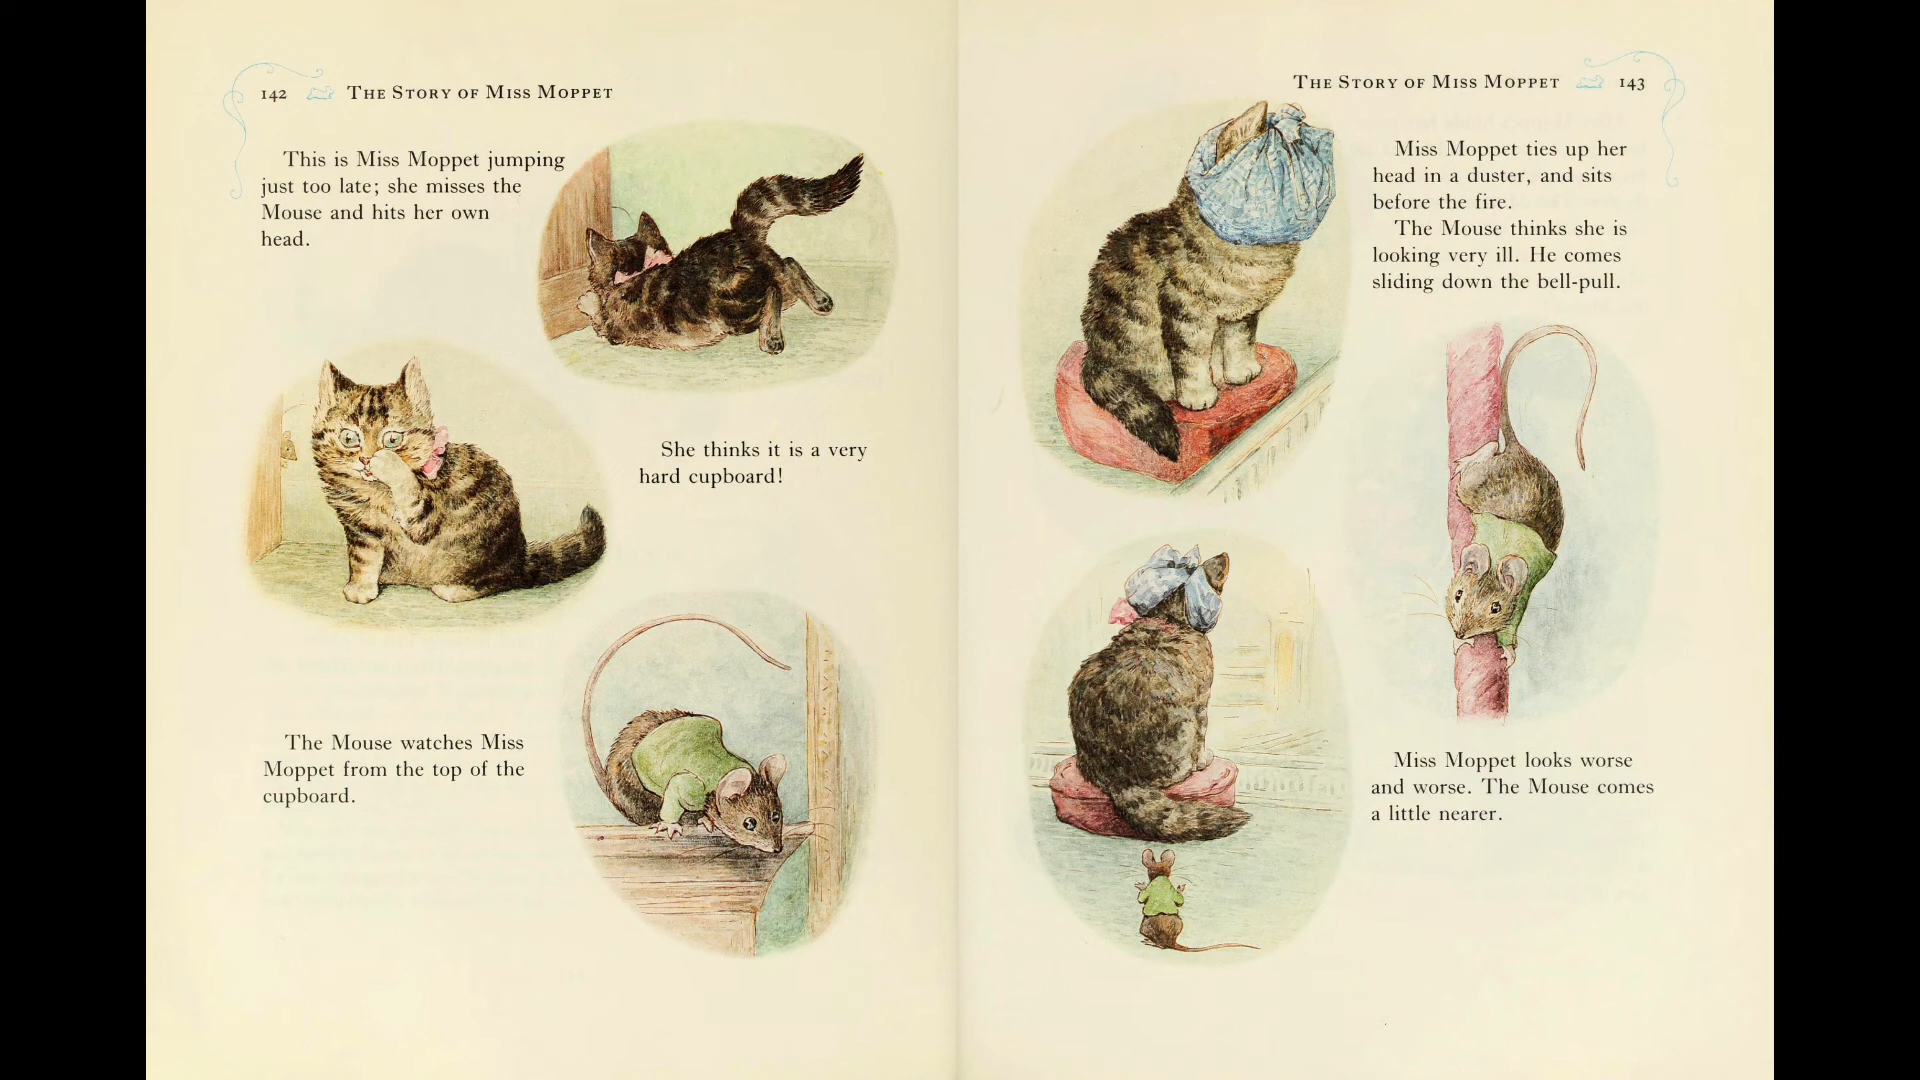 142 THE STORY OF MISS MOPPET
This is Miss Moppet jumping
just too late; she misses the
Mouse and hits her own
head.
She thinks it is a very
hard cupboard!
The Mouse watches Miss
Moppet from the top of the
cupboard.
THE STORY OF MISS MOPPET 143
Miss Moppet ties up her
head in a duster, and sits
before the fire.
The Mouse thinks she is
looking very ill. He comes
sliding down the bell-pull.
Miss Moppet looks worse
and worse. The Mouse comes
a little nearer.